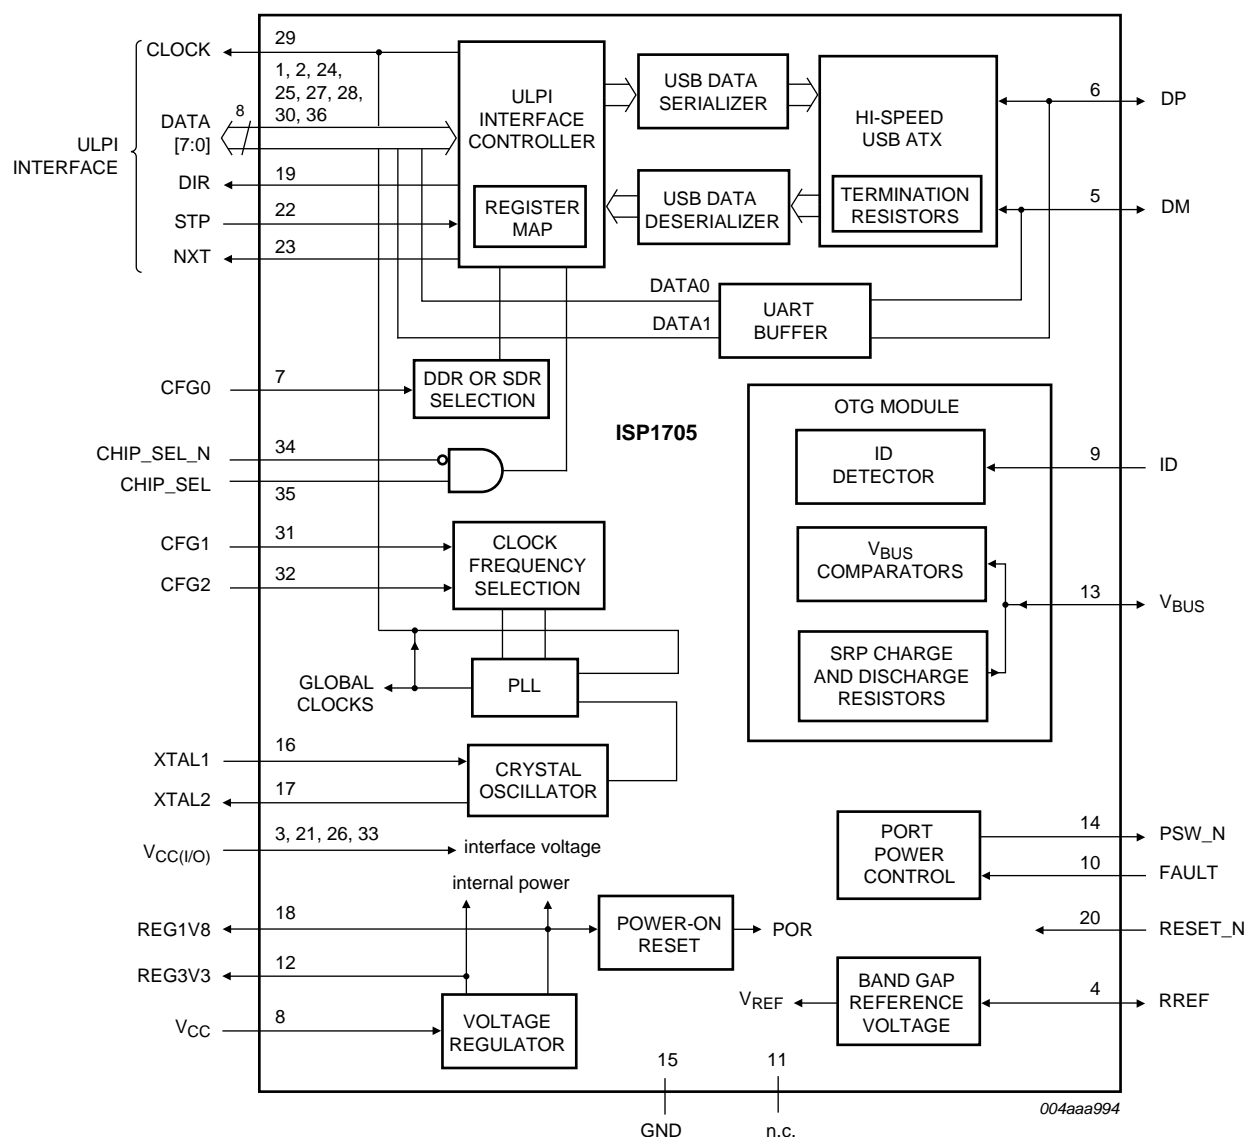 ULPI
INTERFACE
CLOCK
29
1, 2, 24,
25, 27, 28,
30, 36
8
DATA
[7:0]
DIR
19
STP
22
NXT
23
ULPI
INTERFACE
CONTROLLER
REGISTER
MAP
USB DATA
SERIALIZER
USB DATA
DESERIALIZER
HI-SPEED
USB ATX
TERMINATION
RESISTORS
6
DP
5
DM
DATA0
DATA1
UART
BUFFER
CFG0
7
DDR OR SDR
SELECTION
ISP1705
CHIP_SEL_N
34
CHIP_SEL
35
CFG1
31
CFG2
32
CLOCK
FREQUENCY
SELECTION
OTG MODULE
ID
DETECTOR
9
ID
VBUS
COMPARATORS
13
VBUS
SRP CHARGE
AND DISCHARGE
RESISTORS
GLOBAL
CLOCKS
PLL
XTAL1
16
XTAL2
17
CRYSTAL
OSCILLATOR
VCC(I/O)
3, 21, 26, 33
interface voltage
internal power
REG1V8
18
REG3V3
12
VCC
8
VOLTAGE
REGULATOR
POWER-ON
RESET
POR
PORT
POWER
CONTROL
14
PSW_N
10
FAULT
20
RESET_N
VREF
BAND GAP
REFERENCE
VOLTAGE
4
RREF
15
GND
11
n.c.
004aaa994